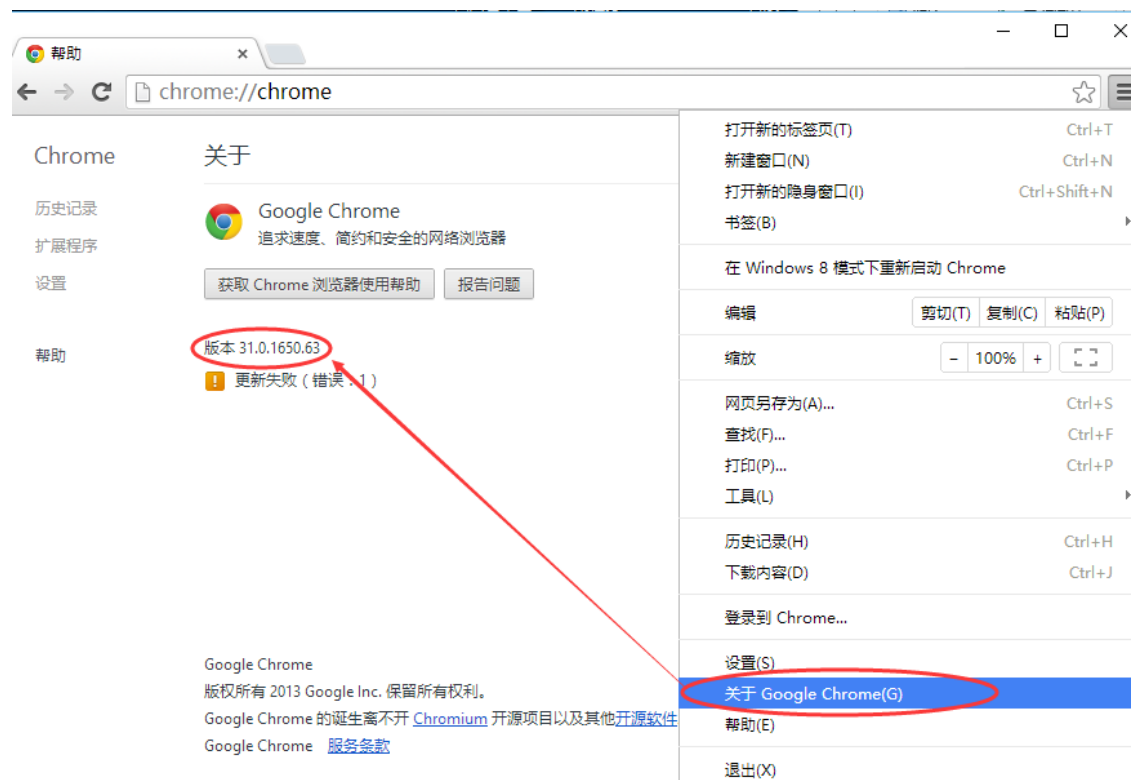 帮助
chrome://chrome
Chrome
关于
历史记录
扩展程序
设置
帮助
Google Chrome
追求速度、简约和安全的网络浏览器
获取 Chrome 浏览器使用帮助 报告问题
版本 31.0.1650.63
更新失败(错误:1)
Google Chrome
版权所有 2013 Google Inc. 保留所有权利。
Google Chrome 的诞生离不开 Chromium 开源项目以及其他开源软件
Google Chrome 服务条款
打开新的标签页(T) Ctrl+T
新建窗口(N) Ctrl+N
打开新的隐身窗口(I) Ctrl+Shift+N
书签(B)
在 Windows 8 模式下重新启动 Chrome
编辑 剪切(T) 复制(C) 粘贴(P)
缩放 - 100% +
网页另存为(A)... Ctrl+S
查找(F)... Ctrl+F
打印(P)... Ctrl+P
工具(L)
历史记录(H) Ctrl+H
下载内容(D) Ctrl+J
登录到 Chrome...
设置(S)
关于 Google Chrome(G)
帮助(E)
退出(X)